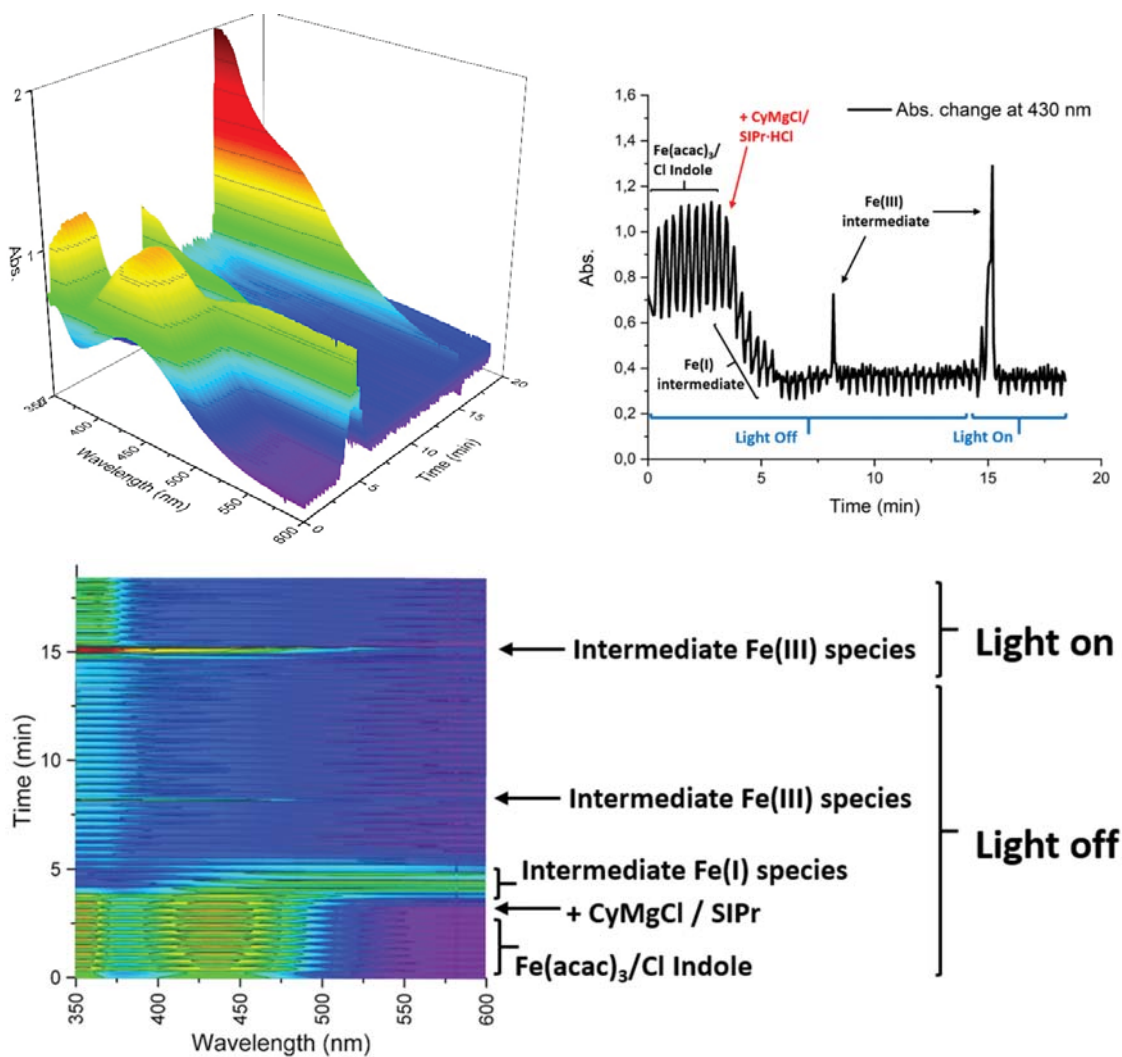 2
1
Abs.
350
400
450
500
550
600
Wavelength (nm)
0
5
10
15
20
Time (min)
1,6
1,4
1,2
1,0
0,8
0,6
0,4
0,2
0,0
Abs.
Abs. change at 430 nm
+ CyMgCl/
SIPr·HCl
Fe(acac)₃/
Cl Indole
Fe(III)
intermediate
Fe(I)
intermediate
Light Off
Light On
0
5
10
15
20
Time (min)
15
10
5
0
Time (min)
350
400
450
500
550
600
Wavelength (nm)
Intermediate Fe(III) species
Light on
Intermediate Fe(III) species
Light off
Intermediate Fe(I) species
+ CyMgCl / SIPr
Fe(acac)₃/Cl Indole